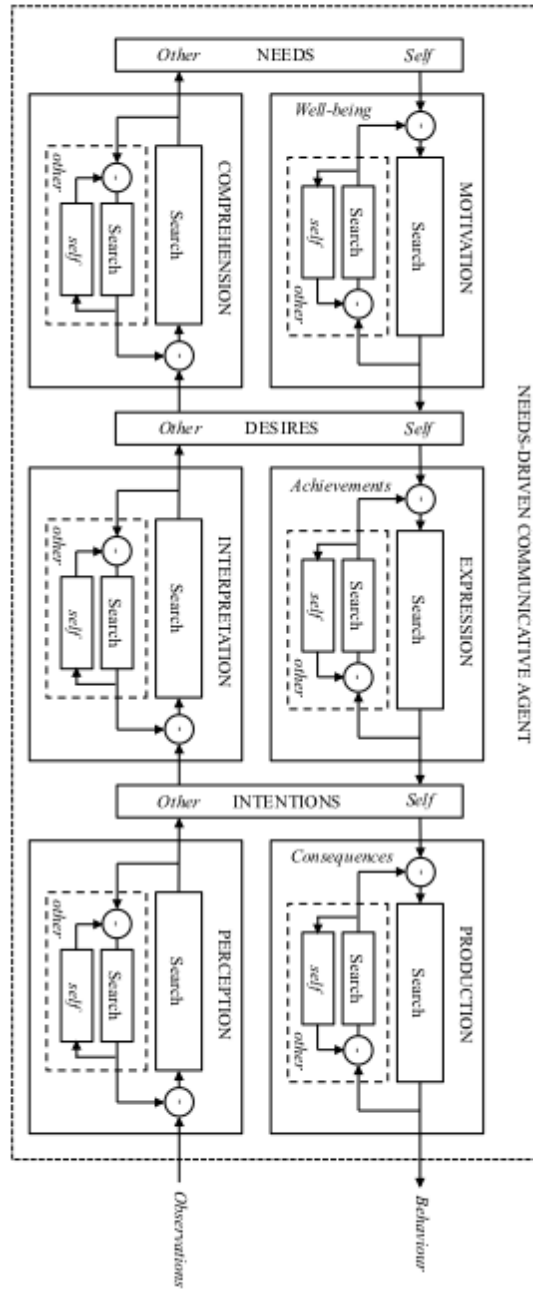 NEEDS-DRIVEN COMMUNICATIVE AGENT
Other NEEDS Self
MOTIVATION
Well-being
Search
Search
self
other
COMPREHENSION
Search
Search
self
other
Other DESIRES Self
EXPRESSION
Achievements
Search
Search
self
other
INTERPRETATION
Search
Search
self
other
Other INTENTIONS Self
PRODUCTION
Consequences
Search
Search
self
other
PERCEPTION
Search
Search
self
other
Behaviour
Observations